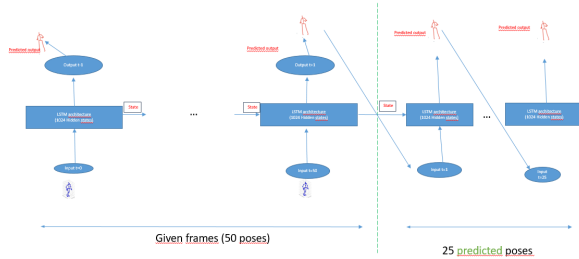 Predicted output
Output t=0
LSTM architecture
(1024 hidden states)
State
...
Input t=0
Predicted output
Output t=1
State
LSTM architecture
(1024 hidden states)
State
Input t=50
Given frames (50 poses)
Predicted output
LSTM architecture
(1024 hidden states)
...
Input
Predicted output
LSTM architecture
(1024 hidden states)
Input
t=25
25 predicted poses